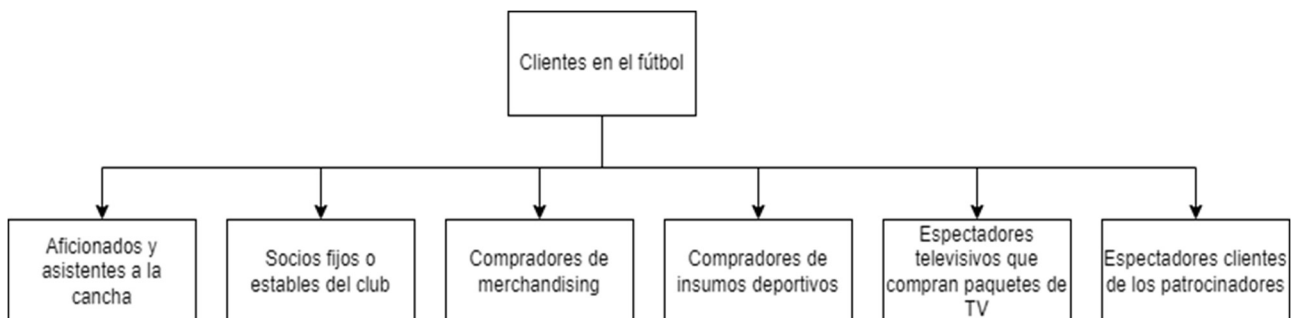 Clientes en el fútbol
Aficionados y
asistentes a la
cancha
Socios fijos o
estables del club
Compradores de
merchandising
Compradores de
insumos deportivos
Espectadores
televisivos que
compran paquetes de
TV
Espectadores clientes
de los patrocinadores